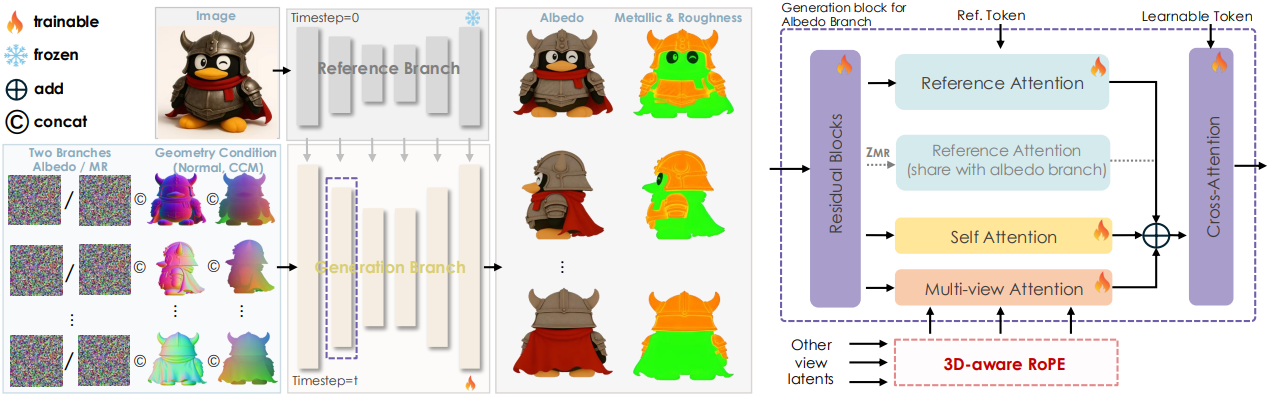 trainable
frozen
add
concat
Image
Timestep=0
Reference Branch
Albedo
Metallic & Roughness
Two Branches
Albedo / MR
Geometry Condition
(Normal, CCM)
/ © ©
/ © ©
/ © ©
Generation Branch
Timestep=t
Generation block for
Albedo Branch
Ref. Token
Learnable Token
Residual Blocks
Reference Attention
ZMR
Reference Attention
(share with albedo branch)
Self Attention
Multi-view Attention
Cross-Attention
Other
view
latents
3D-aware RoPE